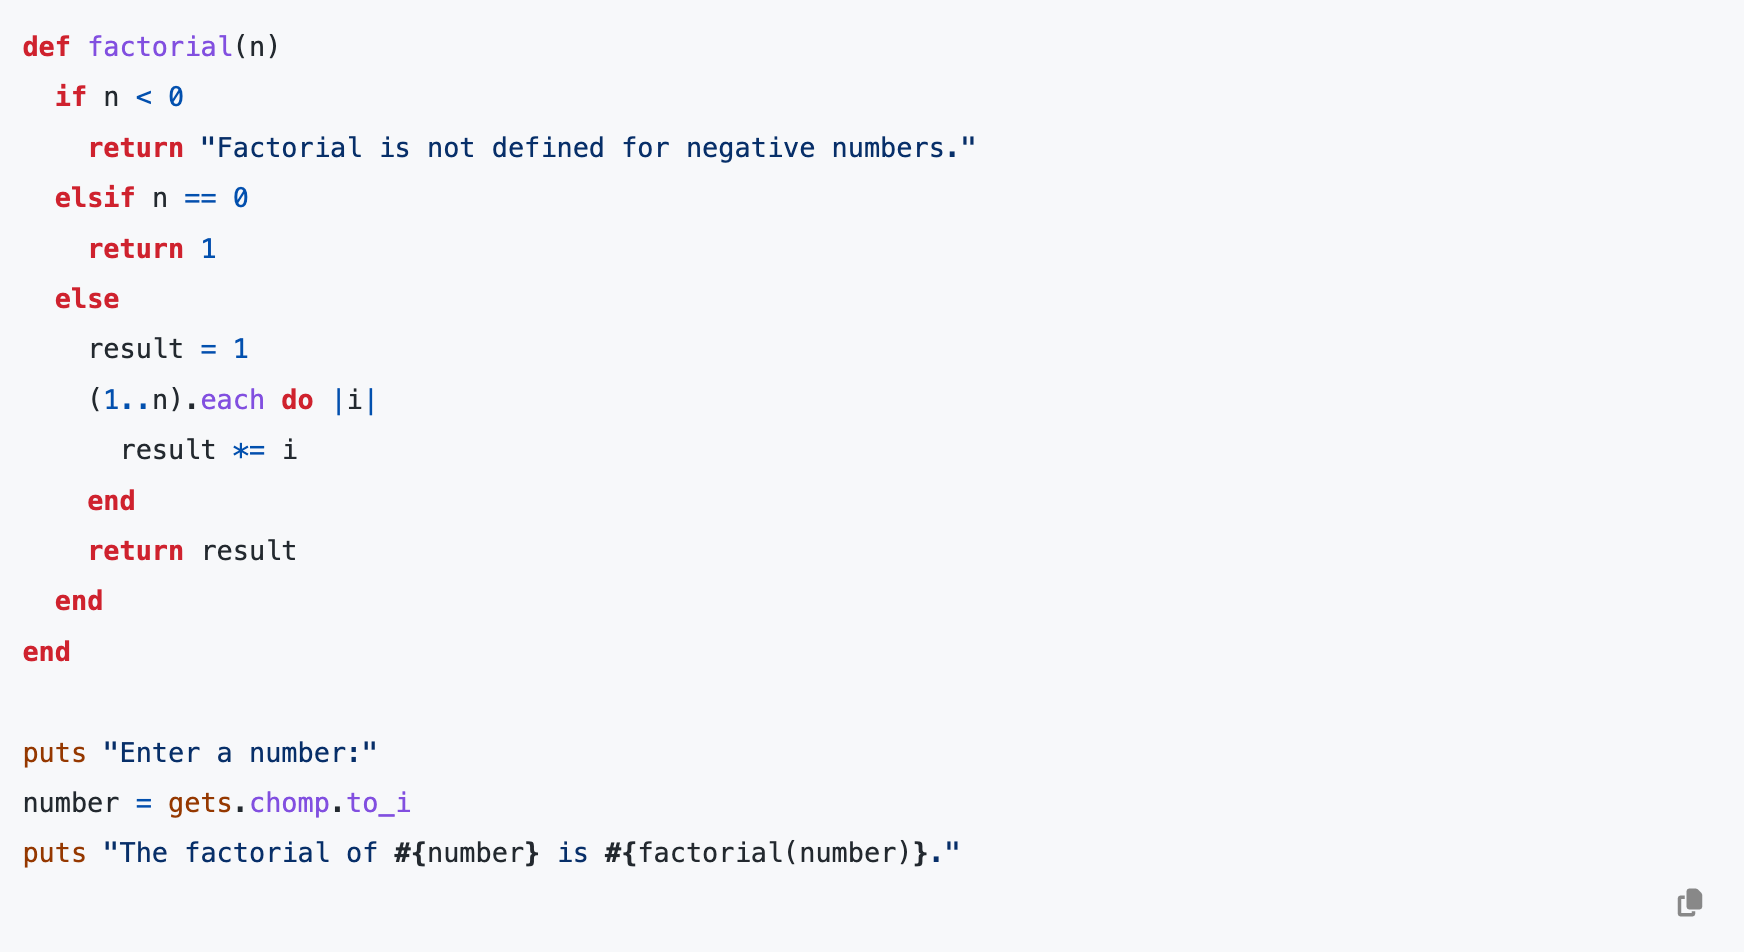 def factorial(n)
  if n < 0
    return "Factorial is not defined for negative numbers."
  elsif n == 0
    return 1
  else
    result = 1
    (1..n).each do |i|
      result *= i
    end
    return result
  end
end

puts "Enter a number:"
number = gets.chomp.to_i
puts "The factorial of #{number} is #{factorial(number)}."